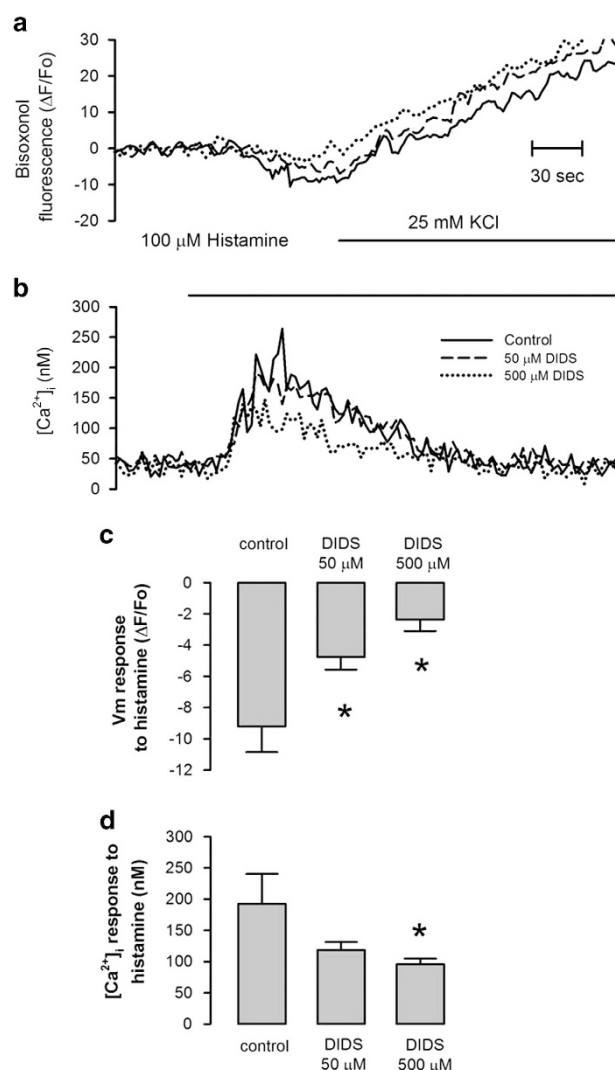 a
30
20
10
0
-10
-20
Bisoxonol
fluorescence (ΔF/Fo)
30 sec
100 μM Histamine
25 mM KCl
b
300
250
200
150
100
50
0
[Ca²⁺]ᵢ (nM)
Control
50 μM DIDS
500 μM DIDS
c
control
DIDS
50 μM
DIDS
500 μM
0
-2
-4
-6
-8
-10
-12
Vm response
to histamine (ΔF/Fo)
*
*
d
300
250
200
150
100
50
0
[Ca²⁺]ᵢ response to
histamine (nM)
*
control
DIDS
50 μM
DIDS
500 μM